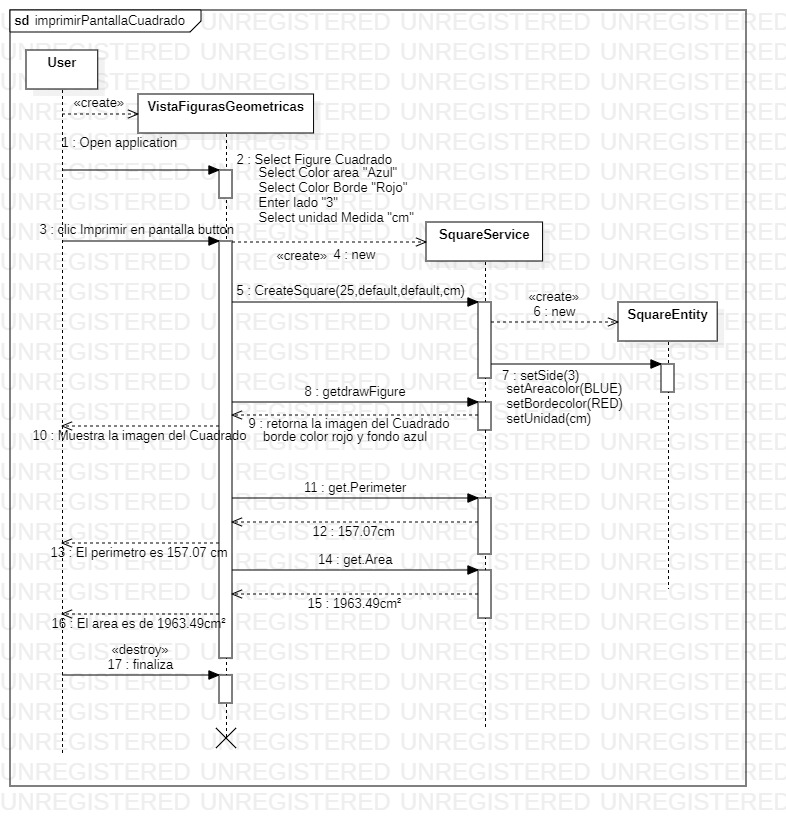 sd imprimirPantallaCuadrado
User
«create»
VistaFigurasGeometricas
1 : Open application
2 : Select Figure Cuadrado
Select Color area "Azul"
Select Color Borde "Rojo"
Enter lado "3"
Select unidad Medida "cm"
3 : clic Imprimir en pantalla button
SquareService
«create» 4 : new
5 : CreateSquare(25,default,default,cm)
«create»
6 : new
SquareEntity
7 : setSide(3)
setAreacolor(BLUE)
setBordecolor(RED)
setUnidad(cm)
8 : getdrawFigure
9 : retorna la imagen del Cuadrado
borde color rojo y fondo azul
10 : Muestra la imagen del Cuadrado
11 : get.Perimeter
12 : 157.07cm
13 : El perimetro es 157.07 cm
14 : get.Area
15 : 1963.49cm²
16 : El area es de 1963.49cm²
«destroy»
17 : finaliza
UNREGISTERED UNREGISTERED UNREGISTERED UNREGISTERED